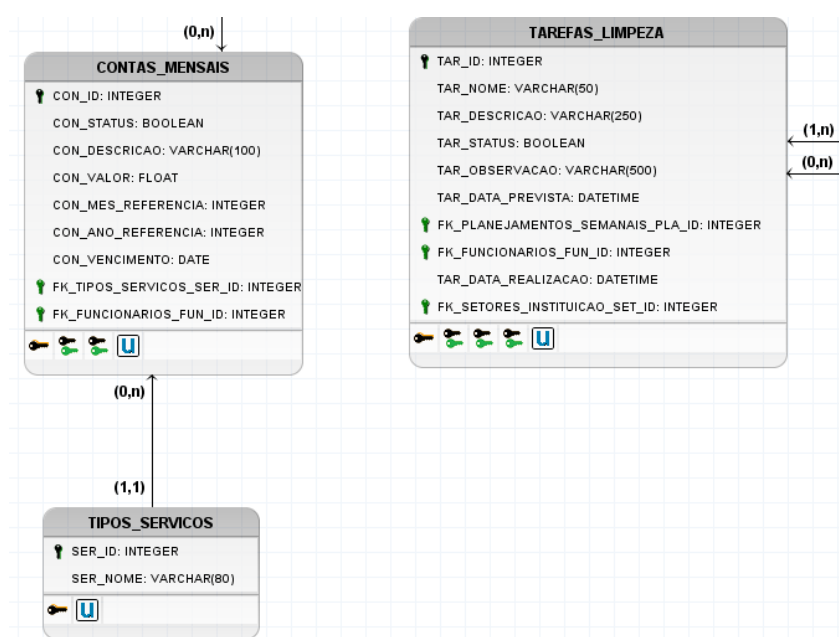 (0,n)
CONTAS_MENSAIS
CON_ID: INTEGER
CON_STATUS: BOOLEAN
CON_DESCRICAO: VARCHAR(100)
CON_VALOR: FLOAT
CON_MES_REFERENCIA: INTEGER
CON_ANO_REFERENCIA: INTEGER
CON_VENCIMENTO: DATE
FK_TIPOS_SERVICOS_SER_ID: INTEGER
FK_FUNCIONARIOS_FUN_ID: INTEGER
U
(0,n)
(1,1)
TIPOS_SERVICOS
SER_ID: INTEGER
SER_NOME: VARCHAR(80)
U
TAREFAS_LIMPEZA
TAR_ID: INTEGER
TAR_NOME: VARCHAR(50)
TAR_DESCRICAO: VARCHAR(250)
TAR_STATUS: BOOLEAN
TAR_OBSERVACAO: VARCHAR(500)
TAR_DATA_PREVISTA: DATETIME
FK_PLANEJAMENTOS_SEMANAIS_PLA_ID: INTEGER
FK_FUNCIONARIOS_FUN_ID: INTEGER
TAR_DATA_REALIZACAO: DATETIME
FK_SETORES_INSTITUICAO_SET_ID: INTEGER
U
(1,n)
(0,n)